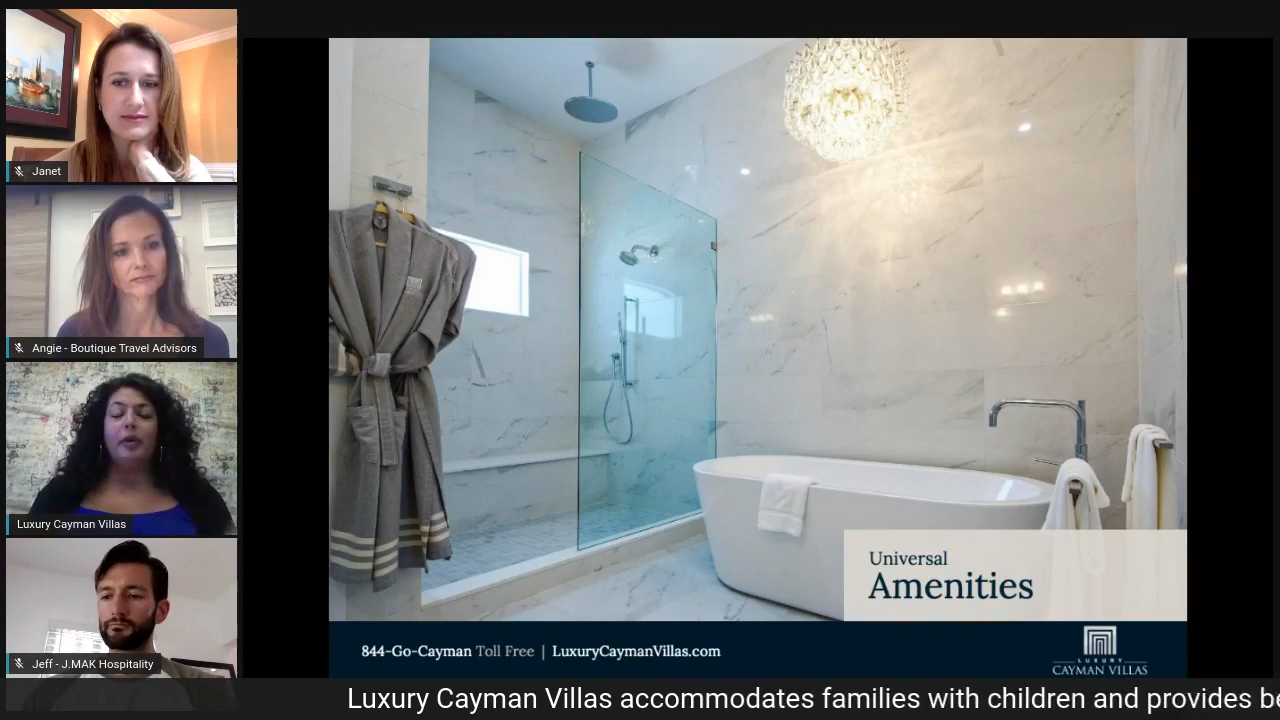 Janet
Angie - Boutique Travel Advisors
Luxury Cayman Villas
Jeff - J.MAK Hospitality
Universal
Amenities
844-Go-Cayman Toll Free | LuxuryCaymanVillas.com
LUXURY
CAYMAN VILLAS
Luxury Cayman Villas accommodates families with children and provides